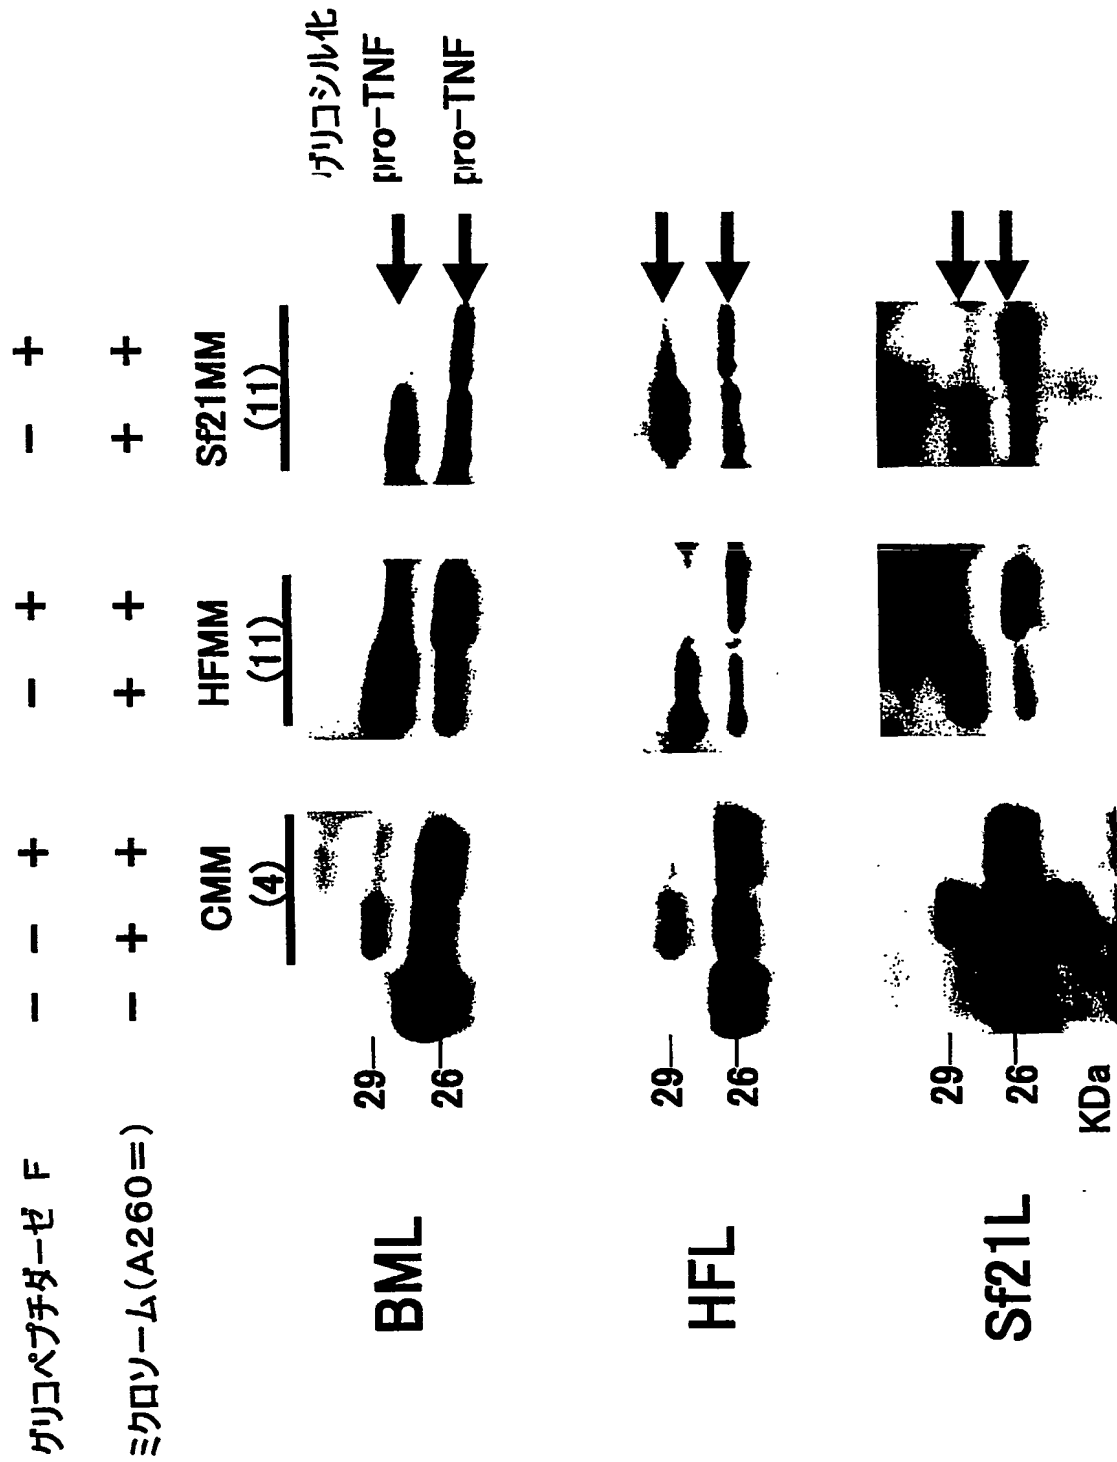 グリコペプチダーゼ F － － ＋ － ＋ － ＋
ミクロソーム(A260=) － ＋ ＋ ＋ ＋ ＋ ＋
CMM HFMM Sf21MM
(4) (11) (11)
グリコシル化
pro-TNF
pro-TNF
BML
29
26
HFL
29
26
Sf21L
29
26
KDa